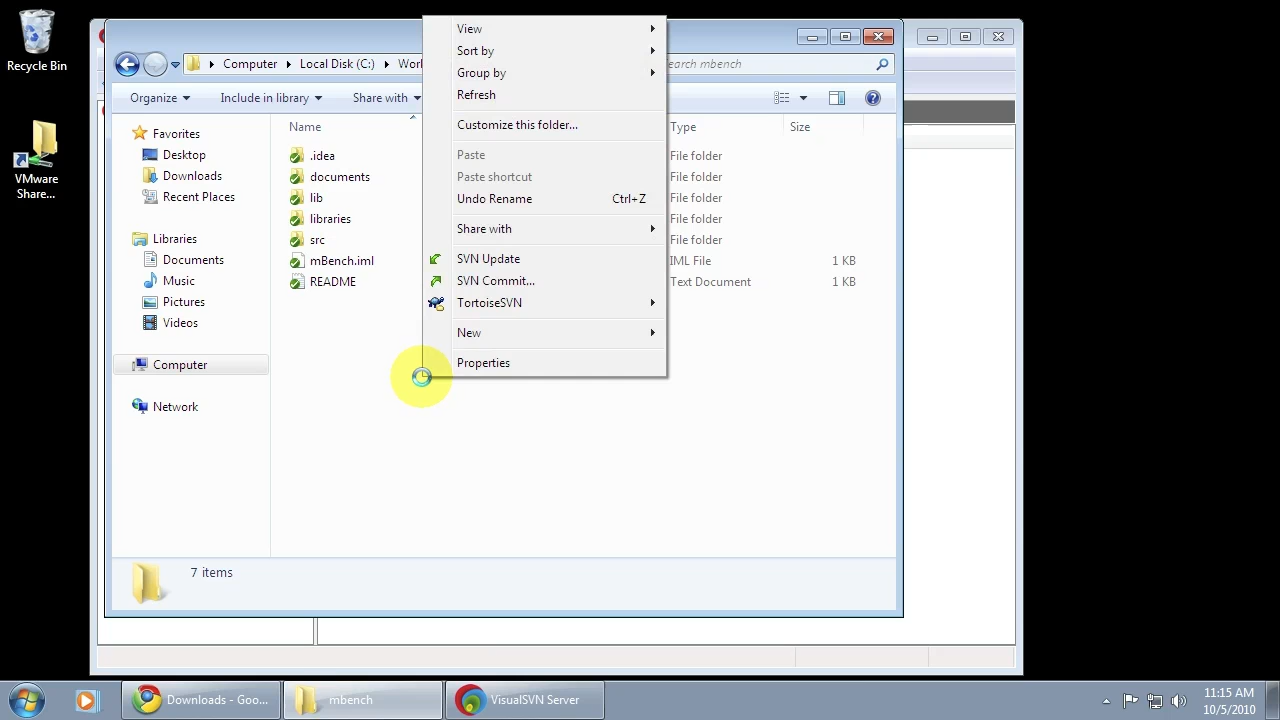 Recycle Bin
VMware
Share...
Computer
Local Disk (C:)
Organize
Include in library
Share with
Favorites
Desktop
Downloads
Recent Places
Libraries
Documents
Music
Pictures
Videos
Computer
Network
Name
Type
Size
.idea
File folder
documents
File folder
lib
File folder
libraries
File folder
src
File folder
mBench.iml
IML File
1 KB
README
Text Document
1 KB
View
Sort by
Group by
Refresh
Customize this folder...
Paste
Paste shortcut
Undo Rename
Ctrl+Z
Share with
SVN Update
SVN Commit...
TortoiseSVN
New
Properties
7 items
Downloads - Goo...
mbench
VisualSVN Server
11:15 AM
10/5/2010
mbench